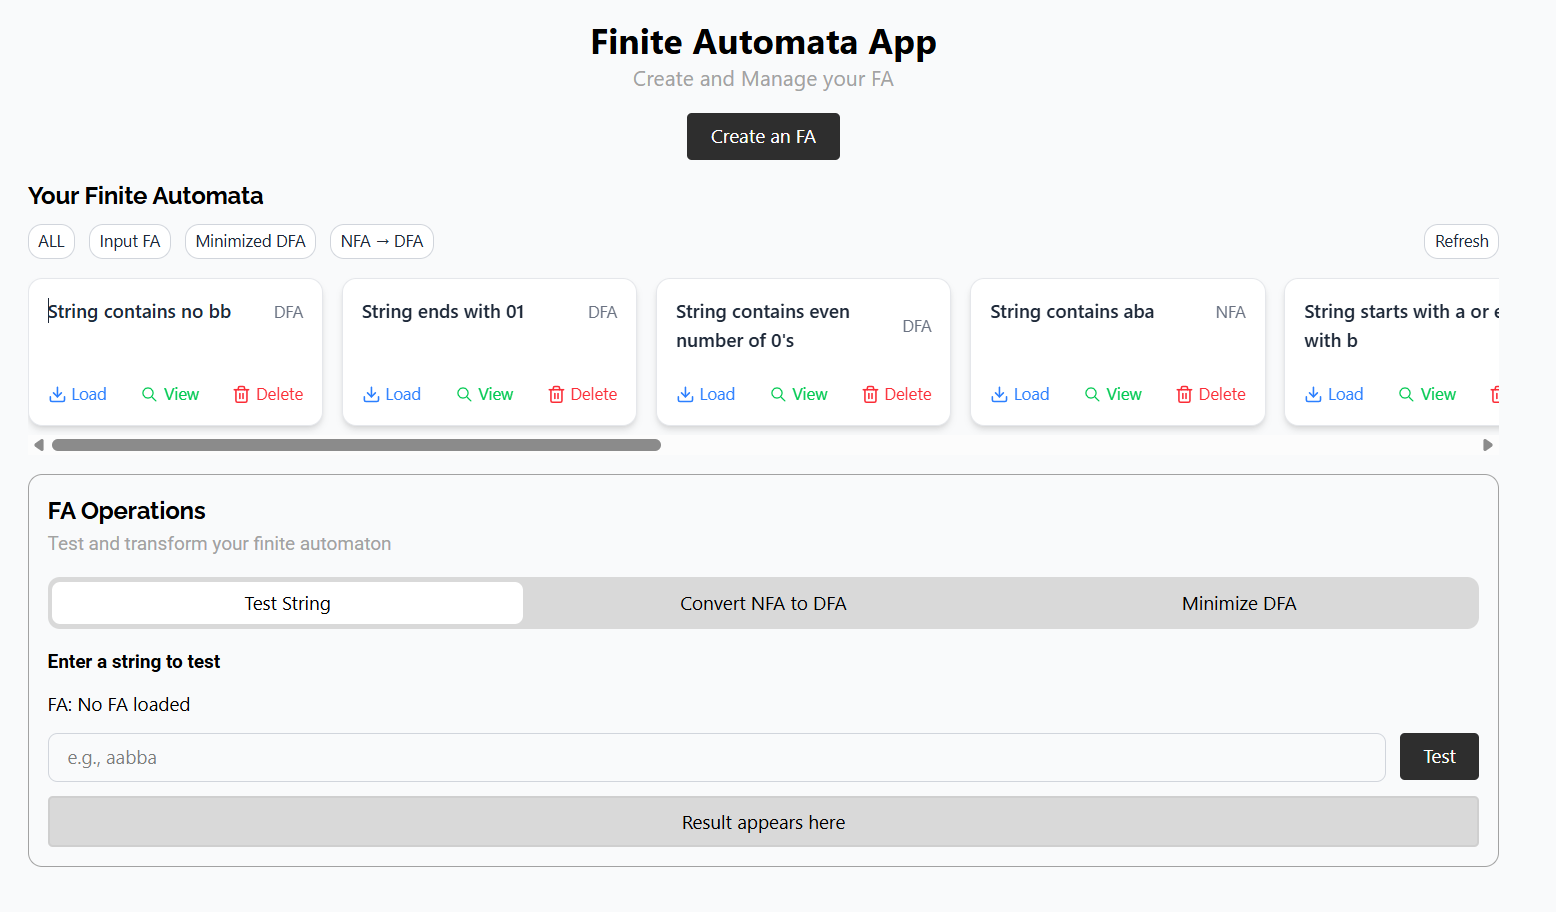 Finite Automata App
Create and Manage your FA
Create an FA
Your Finite Automata
ALL
Input FA
Minimized DFA
NFA → DFA
Refresh
String contains no bb
DFA
Load
View
Delete
String ends with 01
DFA
Load
View
Delete
String contains even
number of 0's
DFA
Load
View
Delete
String contains aba
NFA
Load
View
Delete
String starts with a or
with b
Load
View
FA Operations
Test and transform your finite automaton
Test String
Convert NFA to DFA
Minimize DFA
Enter a string to test
FA: No FA loaded
e.g., aabba
Test
Result appears here